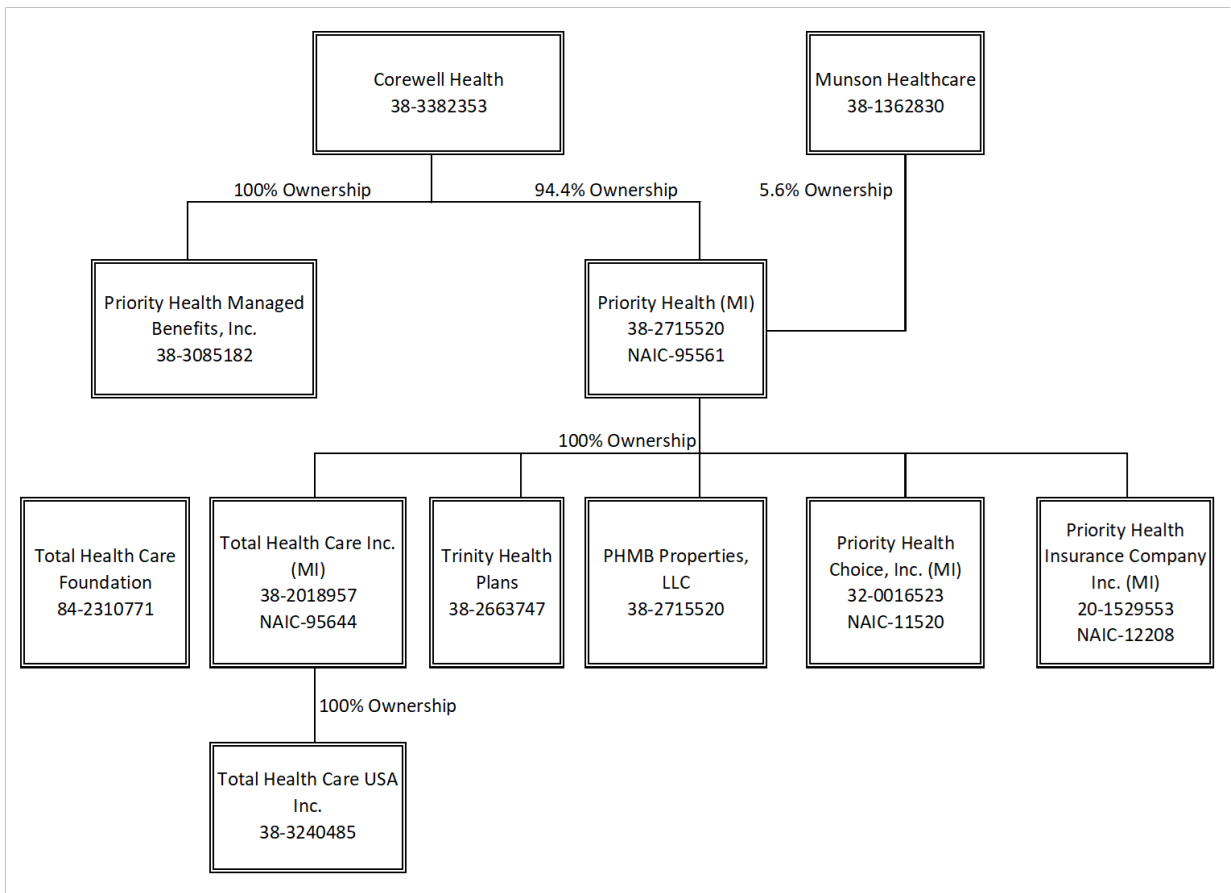 Corewell Health
38-3382353
Munson Healthcare
38-1362830
100% Ownership
94.4% Ownership
5.6% Ownership
Priority Health Managed
Benefits, Inc.
38-3085182
Priority Health (MI)
38-2715520
NAIC-95561
100% Ownership
Total Health Care
Foundation
84-2310771
Total Health Care Inc.
(MI)
38-2018957
NAIC-95644
Trinity Health
Plans
38-2663747
PHMB Properties,
LLC
38-2715520
Priority Health
Choice, Inc. (MI)
32-0016523
NAIC-11520
Priority Health
Insurance Company
Inc. (MI)
20-1529553
NAIC-12208
100% Ownership
Total Health Care USA
Inc.
38-3240485